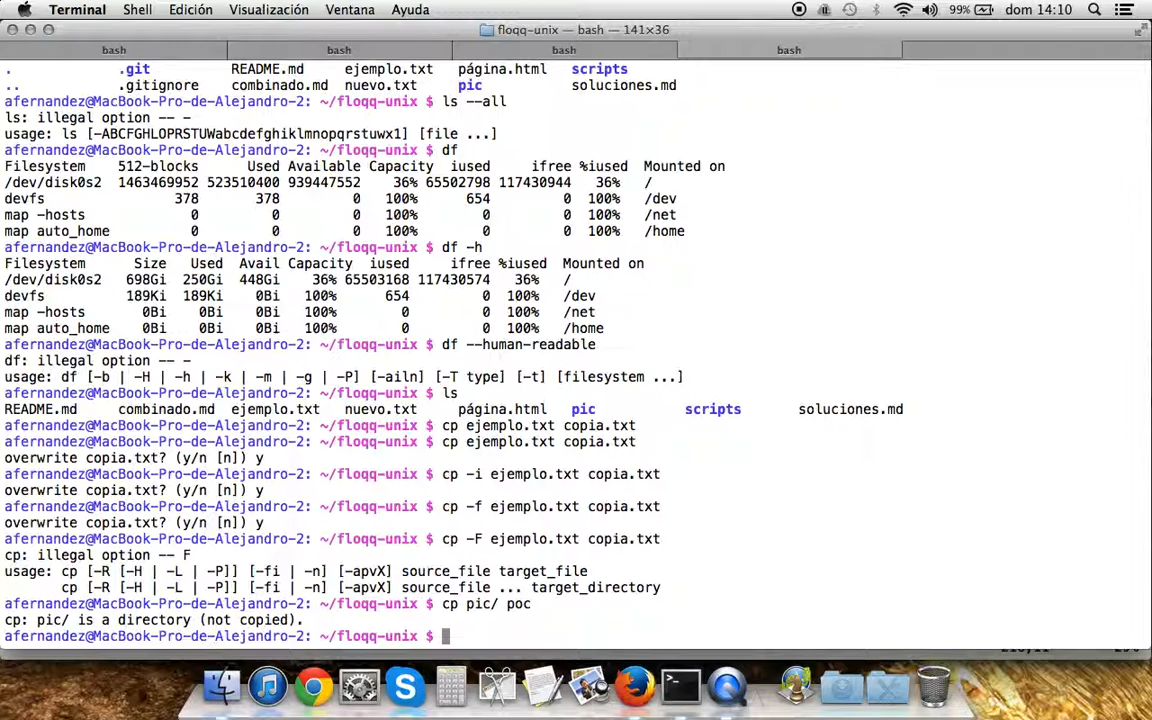 Terminal Shell Edición Visualización Ventana Ayuda 99% dom 14:10
floqq-unix — bash — 141×36
bash bash bash bash
. .git README.md ejemplo.txt página.html scripts
.. .gitignore combinado.md nuevo.txt pic soluciones.md
afernandez@MacBook-Pro-de-Alejandro-2: ~/floqq-unix $ ls --all
ls: illegal option -- -
usage: ls [-ABCFGHLOPRSTUWabcdefghiklmnopqrstuwx1] [file ...]
afernandez@MacBook-Pro-de-Alejandro-2: ~/floqq-unix $ df
Filesystem 512-blocks Used Available Capacity iused ifree %iused Mounted on
/dev/disk0s2 1463469952 523510400 939447552 36% 65502798 117430944 36% /
devfs 378 378 0 100% 654 0 100% /dev
map -hosts 0 0 0 100% 0 0 100% /net
map auto_home 0 0 0 100% 0 0 100% /home
afernandez@MacBook-Pro-de-Alejandro-2: ~/floqq-unix $ df -h
Filesystem Size Used Avail Capacity iused ifree %iused Mounted on
/dev/disk0s2 698Gi 250Gi 448Gi 36% 65503168 117430574 36% /
devfs 189Ki 189Ki 0Bi 100% 654 0 100% /dev
map -hosts 0Bi 0Bi 0Bi 100% 0 0 100% /net
map auto_home 0Bi 0Bi 0Bi 100% 0 0 100% /home
afernandez@MacBook-Pro-de-Alejandro-2: ~/floqq-unix $ df --human-readable
df: illegal option -- -
usage: df [-b | -H | -h | -k | -m | -g | -P] [-ailn] [-T type] [-t] [filesystem ...]
afernandez@MacBook-Pro-de-Alejandro-2: ~/floqq-unix $ ls
README.md combinado.md ejemplo.txt nuevo.txt página.html pic scripts soluciones.md
afernandez@MacBook-Pro-de-Alejandro-2: ~/floqq-unix $ cp ejemplo.txt copia.txt
afernandez@MacBook-Pro-de-Alejandro-2: ~/floqq-unix $ cp ejemplo.txt copia.txt
overwrite copia.txt? (y/n [n]) y
afernandez@MacBook-Pro-de-Alejandro-2: ~/floqq-unix $ cp -i ejemplo.txt copia.txt
overwrite copia.txt? (y/n [n]) y
afernandez@MacBook-Pro-de-Alejandro-2: ~/floqq-unix $ cp -f ejemplo.txt copia.txt
overwrite copia.txt? (y/n [n]) y
afernandez@MacBook-Pro-de-Alejandro-2: ~/floqq-unix $ cp -F ejemplo.txt copia.txt
cp: illegal option -- F
usage: cp [-R [-H | -L | -P]] [-fi | -n] [-apvX] source_file target_file
cp [-R [-H | -L | -P]] [-fi | -n] [-apvX] source_file ... target_directory
afernandez@MacBook-Pro-de-Alejandro-2: ~/floqq-unix $ cp pic/ poc
cp: pic/ is a directory (not copied).
afernandez@MacBook-Pro-de-Alejandro-2: ~/floqq-unix $